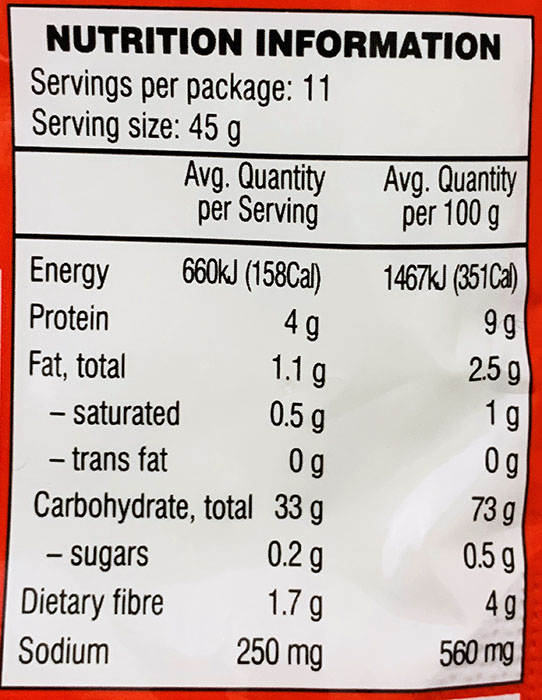 NUTRITION INFORMATION
Servings per package: 11
Serving size: 45 g
Avg. Quantity Avg. Quantity
per Serving per 100 g
Energy 660kJ (158Cal) 1467kJ (351Cal)
Protein 4 g 9 g
Fat, total 1.1 g 2.5 g
– saturated 0.5 g 1 g
– trans fat 0 g 0 g
Carbohydrate, total 33 g 73 g
– sugars 0.2 g 0.5 g
Dietary fibre 1.7 g 4 g
Sodium 250 mg 560 mg